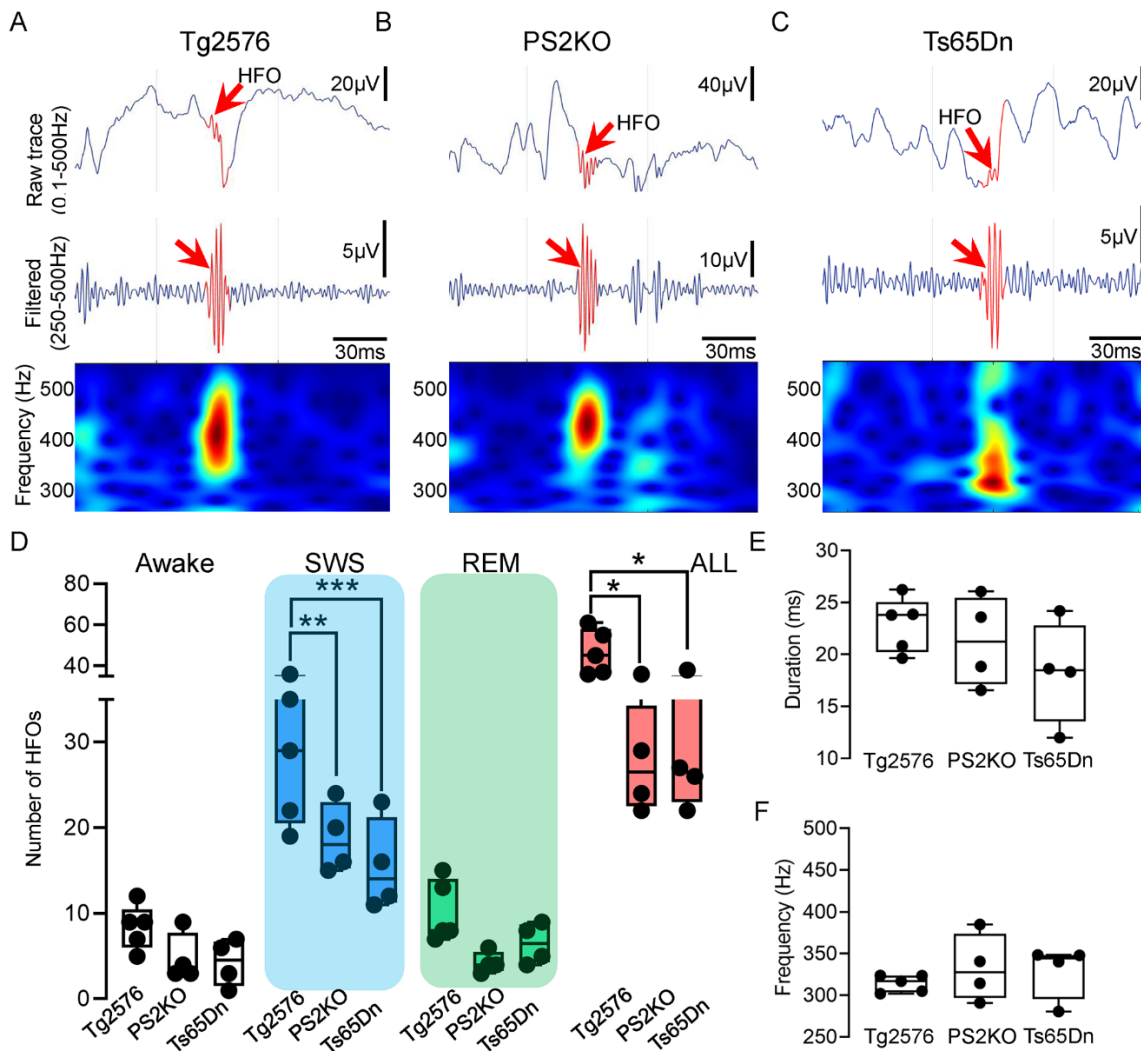 A
Tg2576
B
PS2KO
C
Ts65Dn
Raw trace
(0.1-500Hz)
HFO
20µV
HFO
40µV
HFO
20µV
Filtered
(250-500Hz)
5µV
10µV
5µV
30ms
30ms
30ms
Frequency (Hz)
500
400
300
500
400
300
500
400
300
D
Awake
SWS
REM
ALL
Number of HFOs
80
60
40
30
20
10
0
**
***
*
*
Tg2576
PS2KO
Ts65Dn
Tg2576
PS2KO
Ts65Dn
Tg2576
PS2KO
Ts65Dn
Tg2576
PS2KO
Ts65Dn
E
Duration (ms)
30
25
20
15
10
Tg2576
PS2KO
Ts65Dn
F
Frequency (Hz)
500
450
400
350
300
250
Tg2576
PS2KO
Ts65Dn